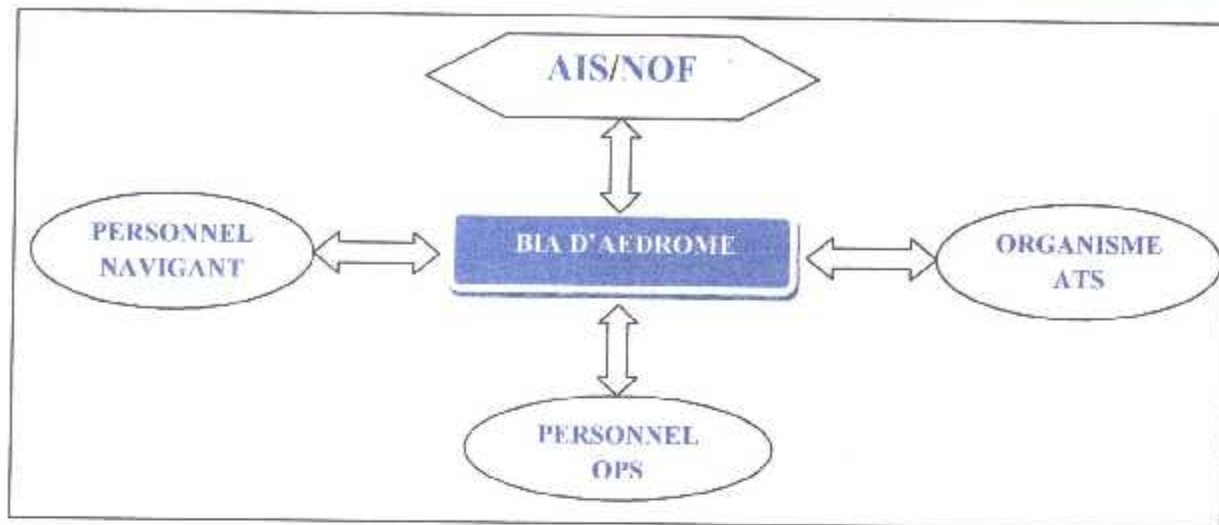 AIS/NOF
PERSONNEL
NAVIGANT
BIA D'AEDROME
ORGANISME
ATS
PERSONNEL
OPS